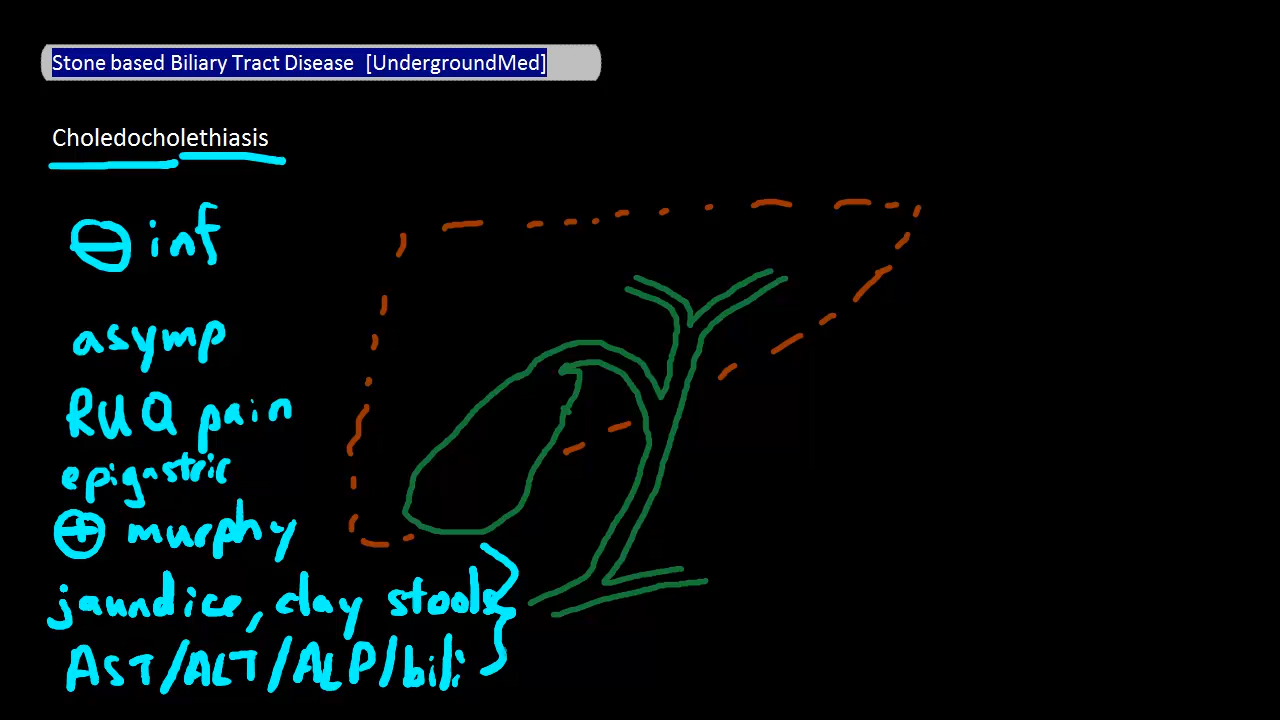 Stone based Biliary Tract Disease [UndergroundMed]
Choledocholethiasis
⊖ inf
asymp
RUQ pain
epigastric
⊕ murphy
jaundice, clay stools
AST/ALT/ALP/bili